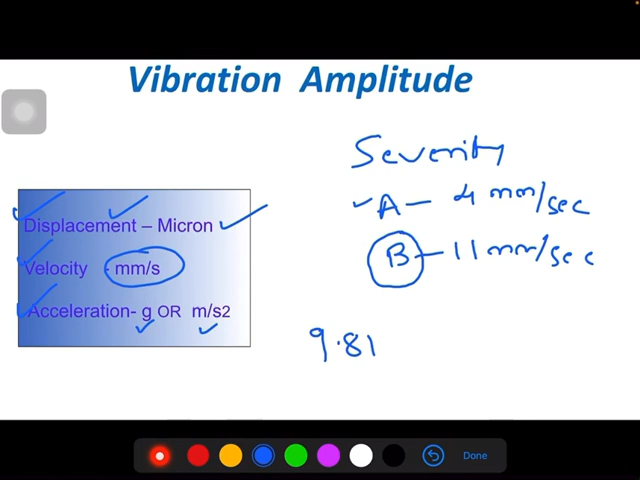 Vibration Amplitude
Severity
A – 4 mm/sec
B – 11 mm/sec
Displacement – Micron
Velocity - mm/s
Acceleration- g OR m/s2
9.81
Done